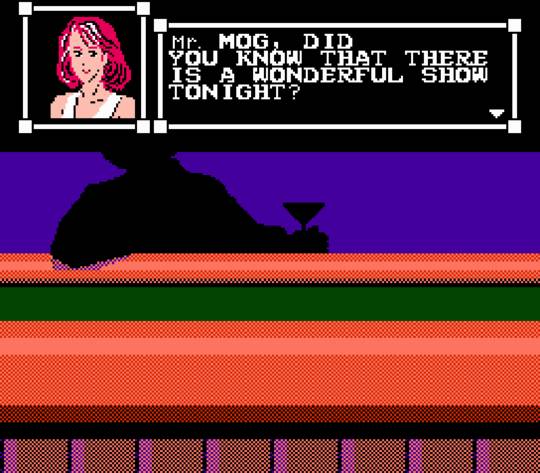 Mr. MOG, DID
YOU KNOW THAT THERE
IS A WONDERFUL SHOW
TONIGHT?